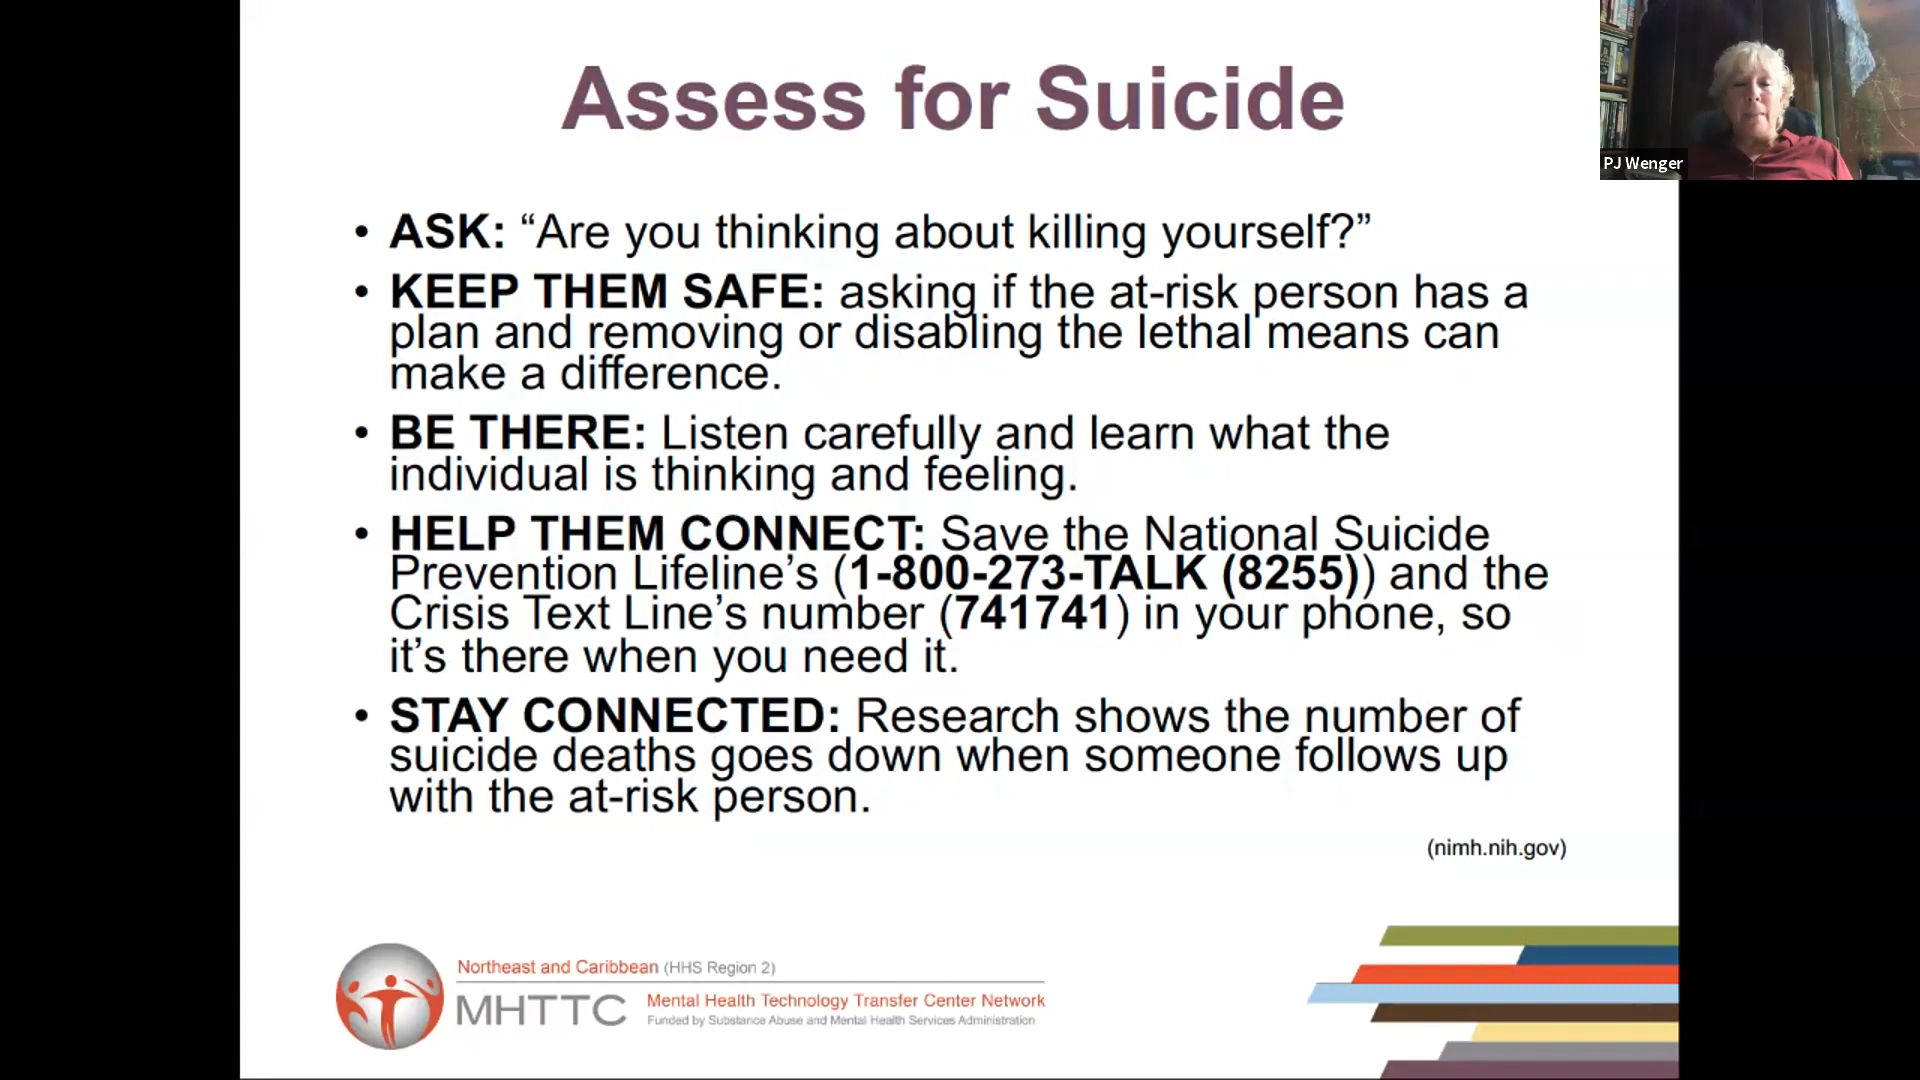 Assess for Suicide
PJ Wenger
• ASK: “Are you thinking about killing yourself?”
• KEEP THEM SAFE: asking if the at-risk person has a
plan and removing or disabling the lethal means can
make a difference.
• BE THERE: Listen carefully and learn what the
individual is thinking and feeling.
• HELP THEM CONNECT: Save the National Suicide
Prevention Lifeline’s (1-800-273-TALK (8255)) and the
Crisis Text Line’s number (741741) in your phone, so
it’s there when you need it.
• STAY CONNECTED: Research shows the number of
suicide deaths goes down when someone follows up
with the at-risk person.
(nimh.nih.gov)
Northeast and Caribbean (HHS Region 2)
MHTTC
Mental Health Technology Transfer Center Network
Funded by Substance Abuse and Mental Health Services Administration